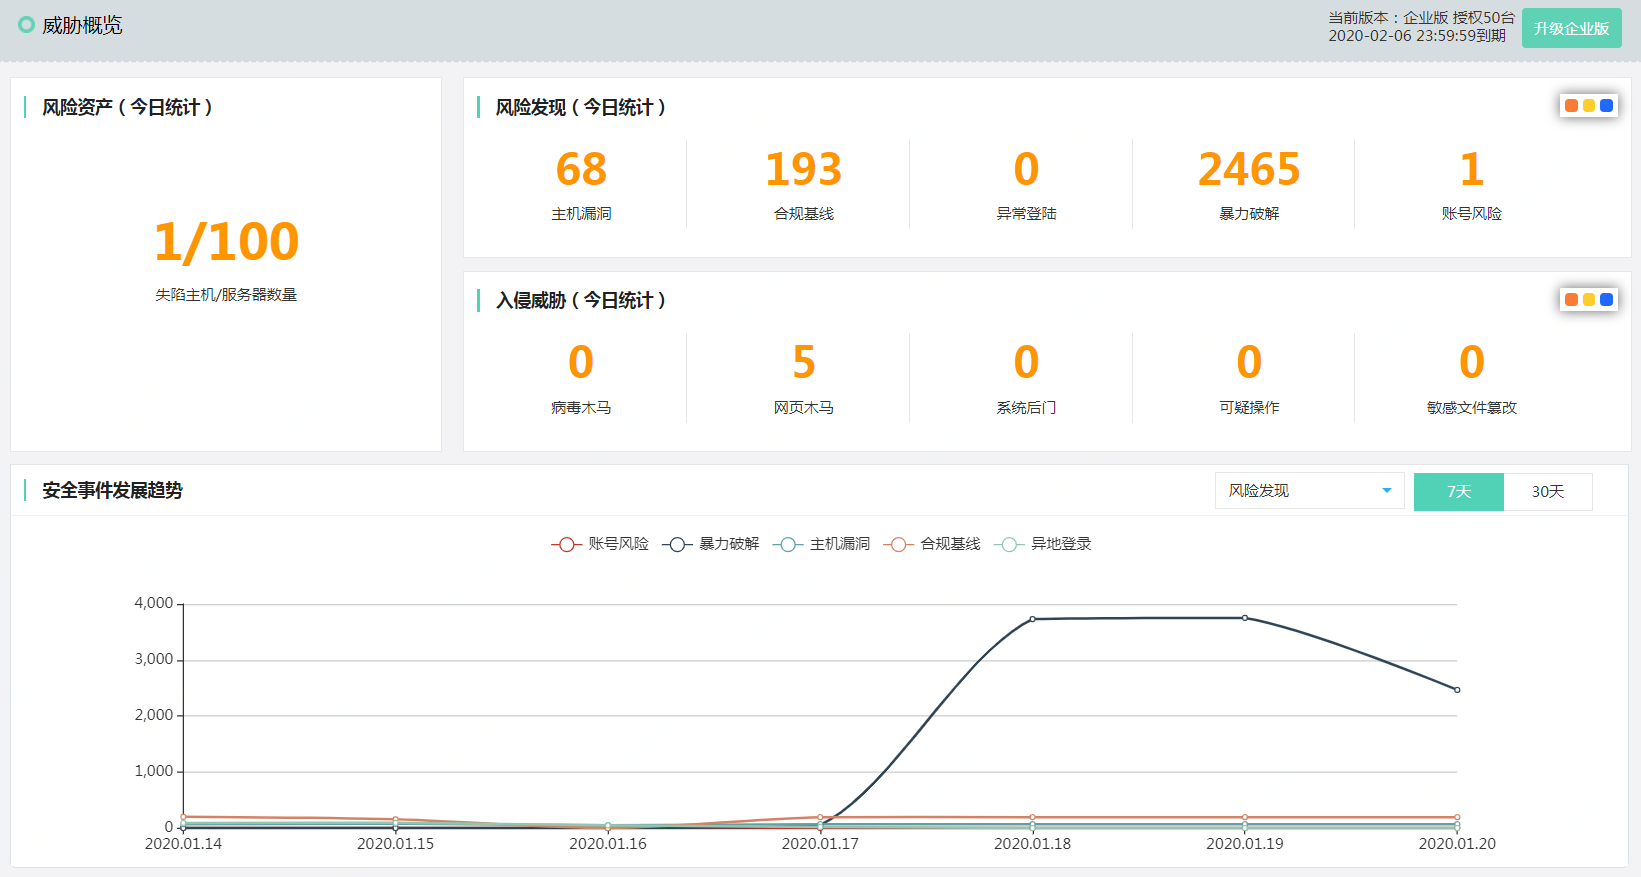 威胁概览
当前版本：企业版 授权50台
2020-02-06 23:59:59到期
升级企业版
风险资产（今日统计）
1/100
失陷主机/服务器数量
风险发现（今日统计）
68 193 0 2465 1
主机漏洞 合规基线 异常登陆 暴力破解 账号风险
入侵威胁（今日统计）
0 5 0 0 0
病毒木马 网页木马 系统后门 可疑操作 敏感文件篡改
安全事件发展趋势
风险发现 7天 30天
账号风险 暴力破解 主机漏洞 合规基线 异地登录
4,000
3,000
2,000
1,000
0
2020.01.14 2020.01.15 2020.01.16 2020.01.17 2020.01.18 2020.01.19 2020.01.20